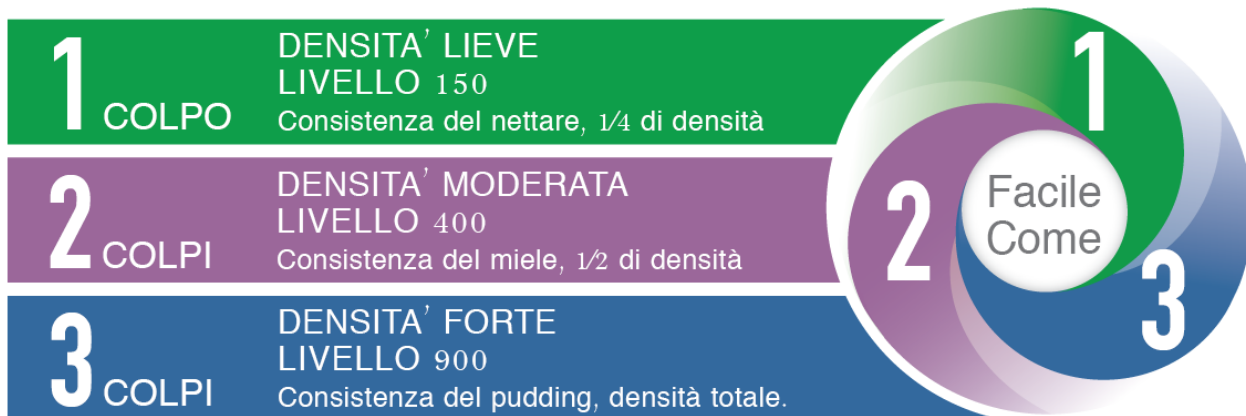 1 COLPO
DENSITA’ LIEVE
LIVELLO 150
Consistenza del nettare, 1/4 di densità
2 COLPI
DENSITA’ MODERATA
LIVELLO 400
Consistenza del miele, 1/2 di densità
3 COLPI
DENSITA’ FORTE
LIVELLO 900
Consistenza del pudding, densità totale.
Facile
Come
1
2
3